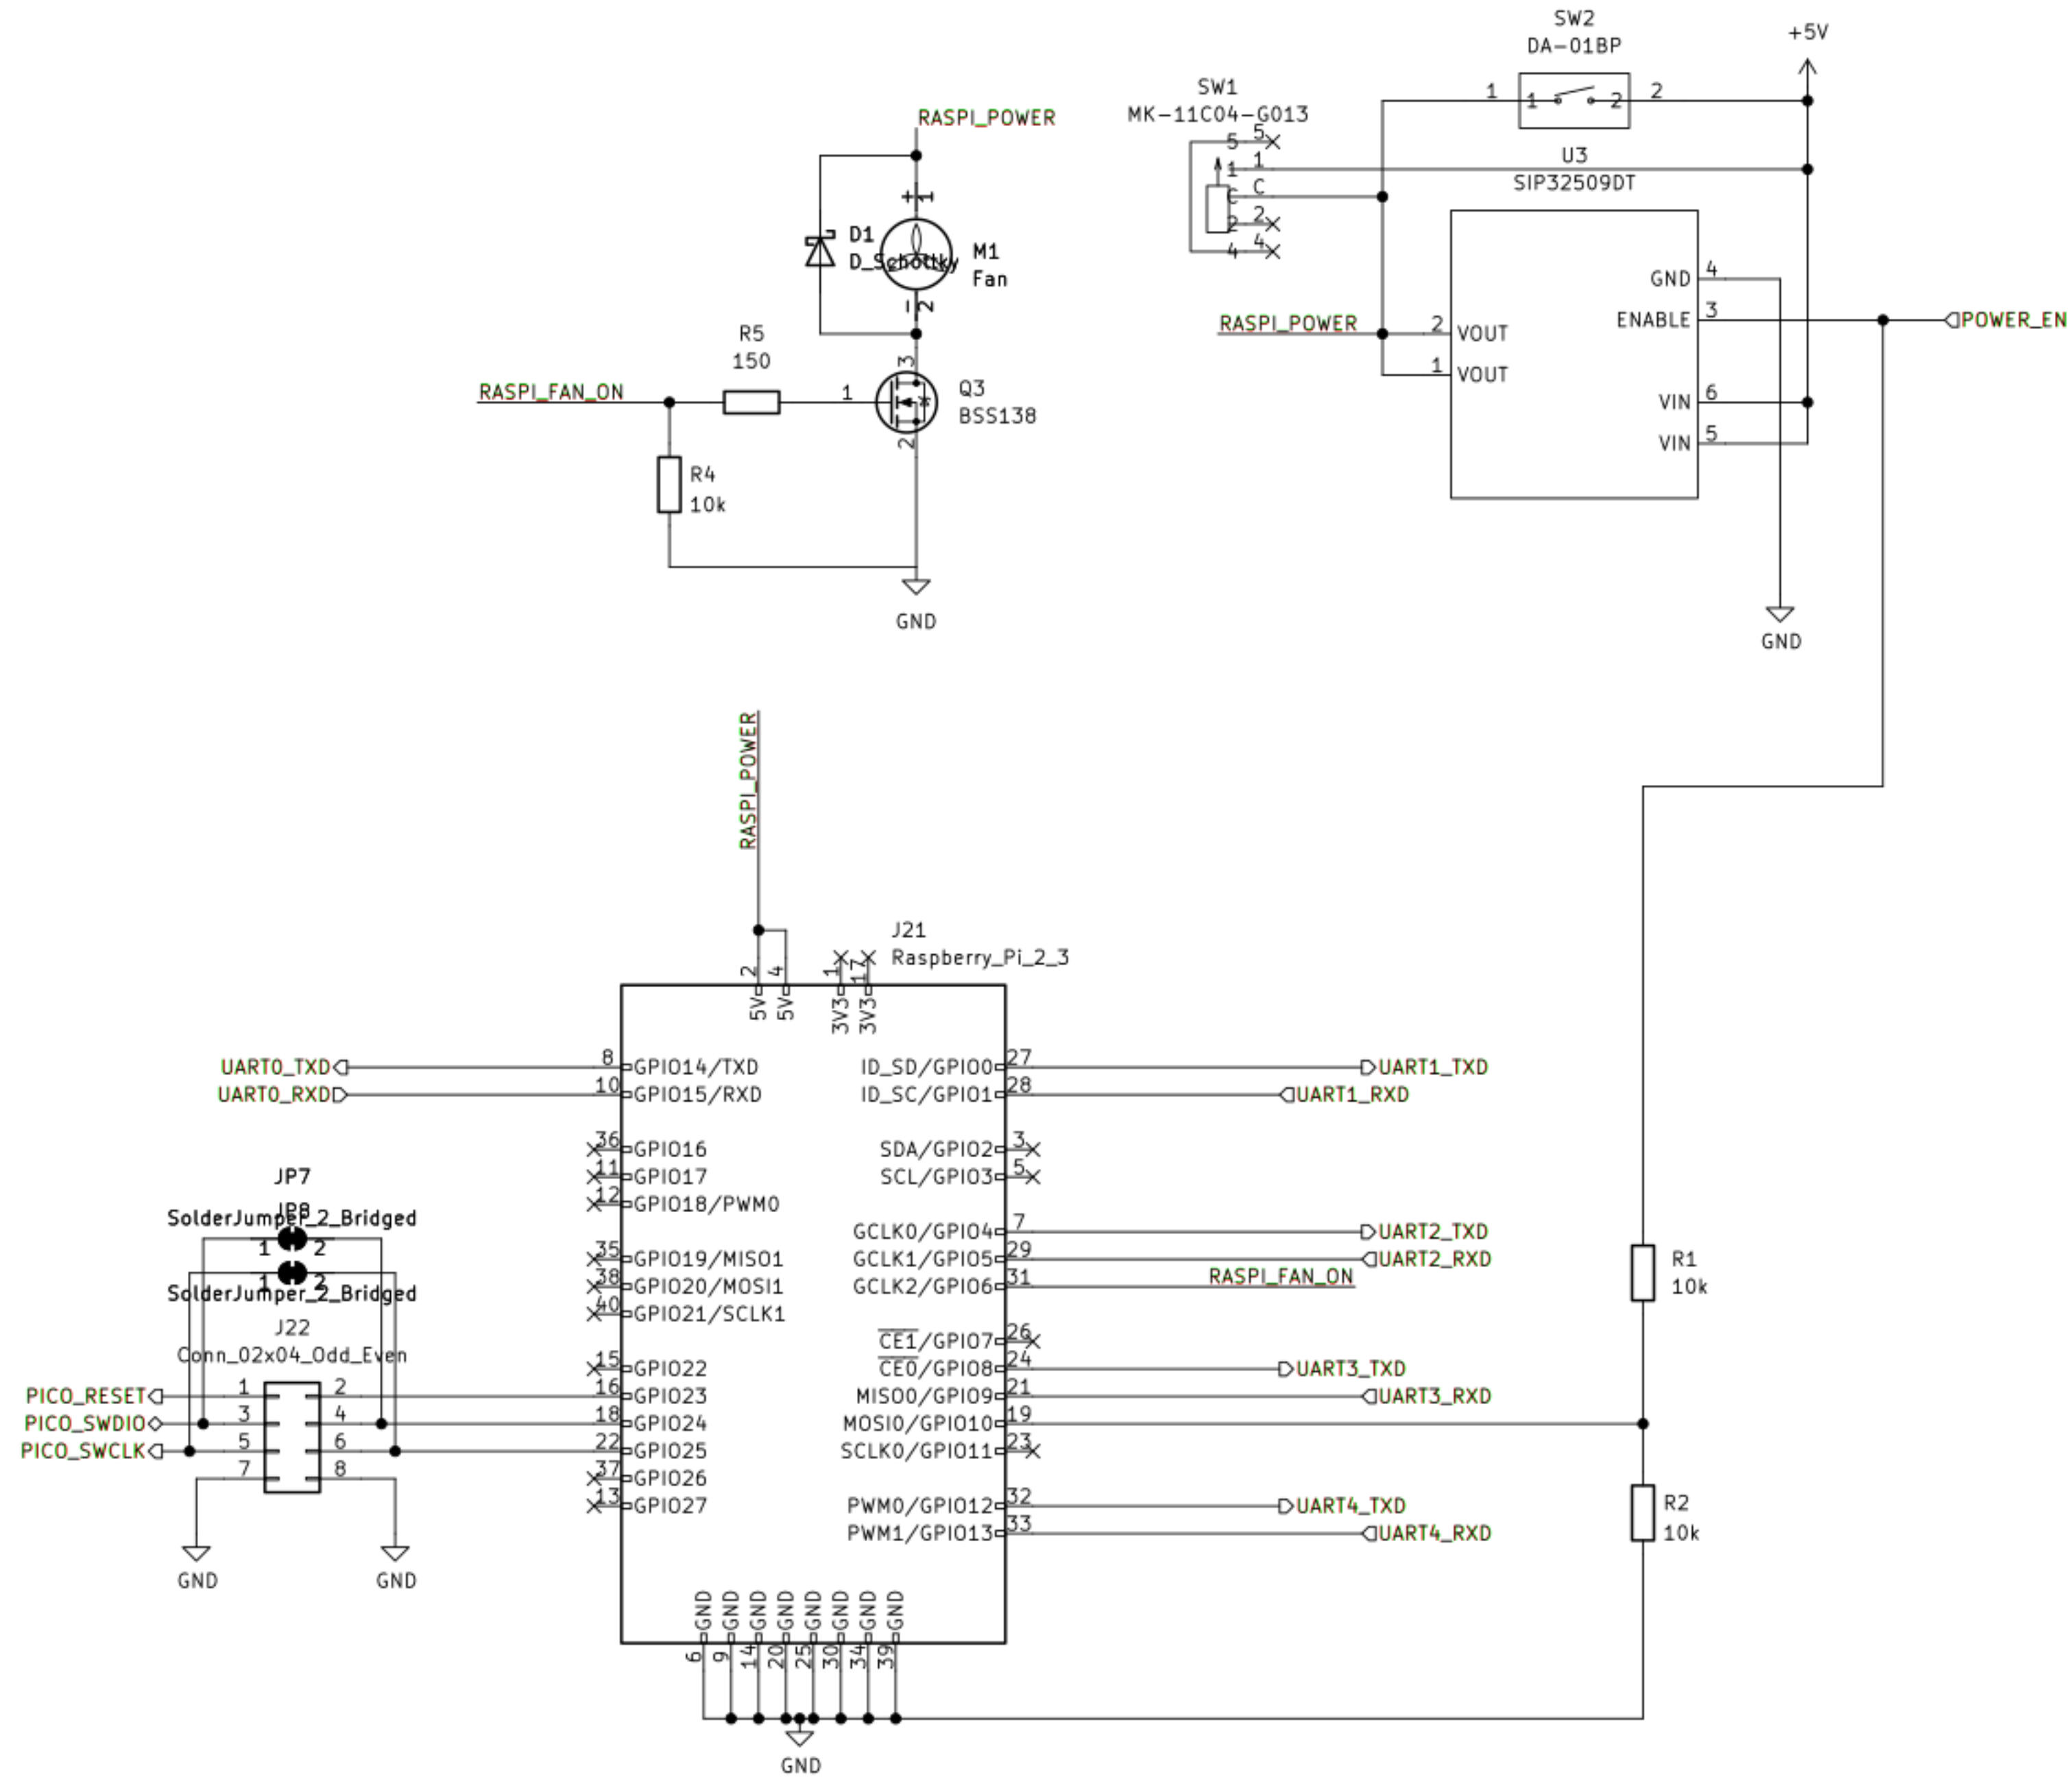 SW2
DA-01BP
+5V
1
1
2
2
SW1
MK-11C04-G013
5
5
1
1
C
C
2
2
4
4
U3
SIP32509DT
GND
4
ENABLE
3
POWER_EN
RASPI_POWER
2
VOUT
1
VOUT
VIN
6
VIN
5
GND
RASPI_POWER
+
1
D1
D_Schottky
M1
Fan
-
2
R5
150
3
RASPI_FAN_ON
1
Q3
BSS138
2
R4
10k
GND
RASPI_POWER
J21
Raspberry_Pi_2_3
2
4
1
17
5V
5V
3V3
3V3
UART0_TXD
8
GPIO14/TXD
UART0_RXD
10
GPIO15/RXD
36
GPIO16
11
GPIO17
12
GPIO18/PWM0
35
GPIO19/MISO1
38
GPIO20/MOSI1
40
GPIO21/SCLK1
15
GPIO22
16
GPIO23
18
GPIO24
22
GPIO25
37
GPIO26
13
GPIO27
ID_SD/GPIO0
27
UART1_TXD
ID_SC/GPIO1
28
UART1_RXD
SDA/GPIO2
3
SCL/GPIO3
5
GCLK0/GPIO4
7
UART2_TXD
GCLK1/GPIO5
29
UART2_RXD
GCLK2/GPIO6
31
RASPI_FAN_ON
CE1/GPIO7
26
CE0/GPIO8
24
UART3_TXD
MISO0/GPIO9
21
UART3_RXD
MOSI0/GPIO10
19
SCLK0/GPIO11
23
PWM0/GPIO12
32
UART4_TXD
PWM1/GPIO13
33
UART4_RXD
JP7
JP8
SolderJumper_2_Bridged
1
2
1
2
SolderJumper_2_Bridged
J22
Conn_02x04_Odd_Even
PICO_RESET
1
2
PICO_SWDIO
3
4
PICO_SWCLK
5
6
7
8
GND
GND
R1
10k
R2
10k
GND
GND
GND
GND
GND
GND
GND
GND
6
9
14
20
25
30
34
39
GND